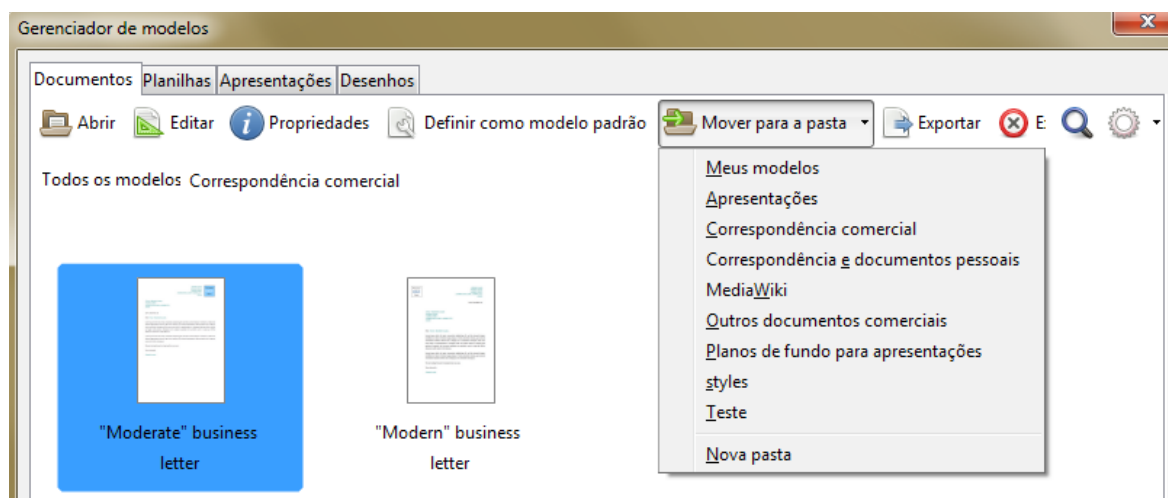 Gerenciador de modelos
Documentos Planilhas Apresentações Desenhos
Abrir Editar Propriedades Definir como modelo padrão Mover para a pasta Exportar E:
Todos os modelos Correspondência comercial
Meus modelos
Apresentações
Correspondência comercial
Correspondência e documentos pessoais
MediaWiki
Outros documentos comerciais
Planos de fundo para apresentações
styles
Teste
Nova pasta
"Moderate" business
letter
"Modern" business
letter